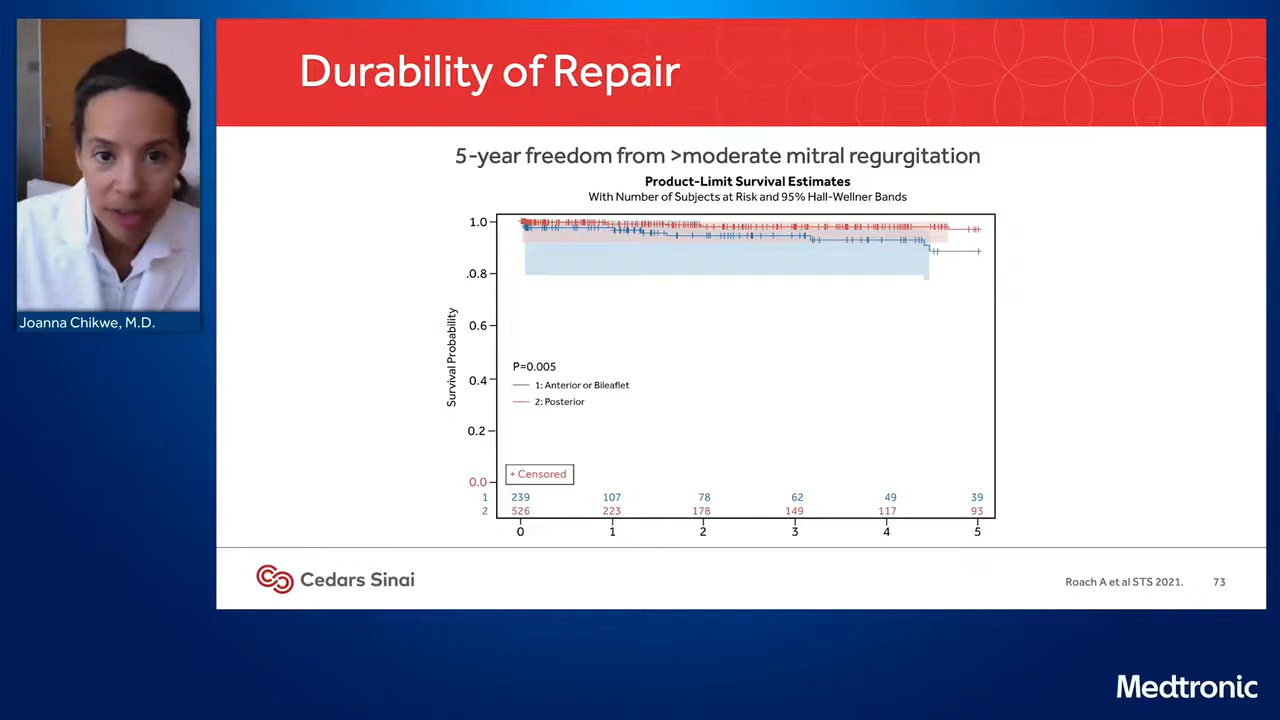 Durability of Repair
Joanna Chikwe, M.D.
5-year freedom from >moderate mitral regurgitation
Product-Limit Survival Estimates
With Number of Subjects at Risk and 95% Hall-Wellner Bands
Survival Probability
1.0
.0.8
0.6
0.4
0.2
0.0
P=0.005
1: Anterior or Bileaflet
2: Posterior
+ Censored
1 239 107 78 62 49 39
2 526 223 178 149 117 93
0 1 2 3 4 5
Cedars Sinai
Roach A et al STS 2021. 73
Medtronic